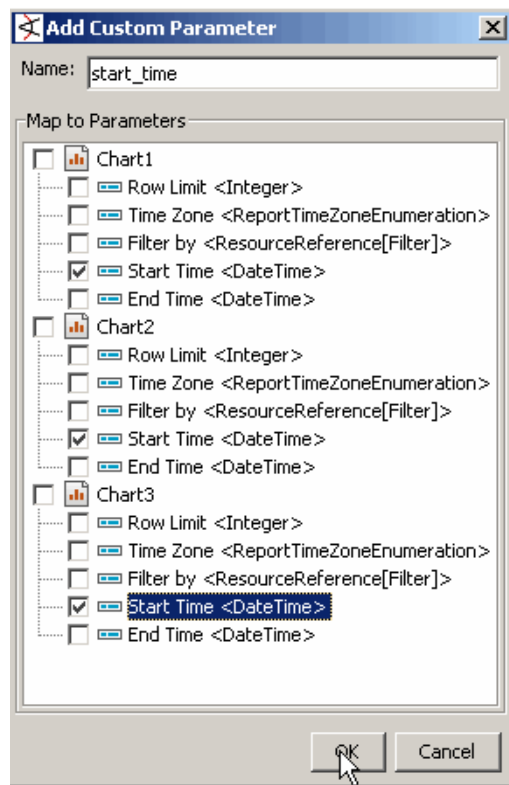 Add Custom Parameter
Name: start_time
Map to Parameters
Chart1
Row Limit <Integer>
Time Zone <ReportTimeZoneEnumeration>
Filter by <ResourceReference[Filter]>
Start Time <DateTime>
End Time <DateTime>
Chart2
Row Limit <Integer>
Time Zone <ReportTimeZoneEnumeration>
Filter by <ResourceReference[Filter]>
Start Time <DateTime>
End Time <DateTime>
Chart3
Row Limit <Integer>
Time Zone <ReportTimeZoneEnumeration>
Filter by <ResourceReference[Filter]>
Start Time <DateTime>
End Time <DateTime>
OK Cancel